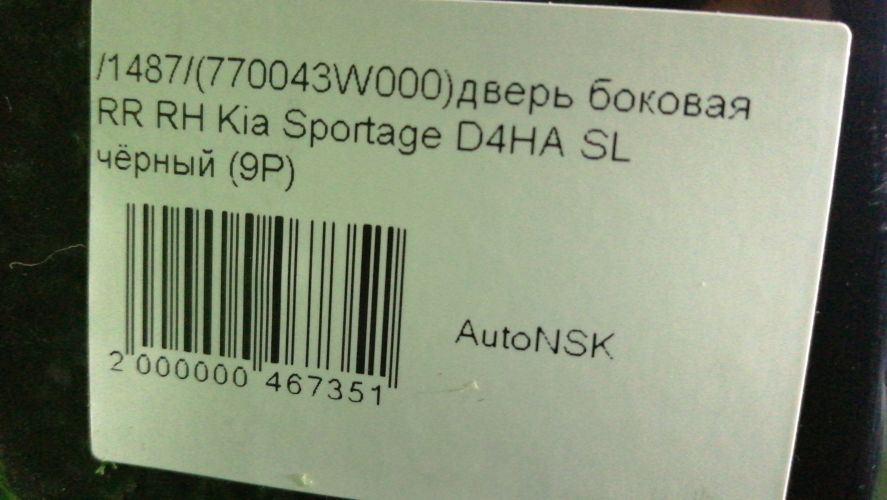 /1487/(770043W000)дверь боковая
RR RH Kia Sportage D4HA SL
чёрный (9P)
AutoNSK
2 000000 467351